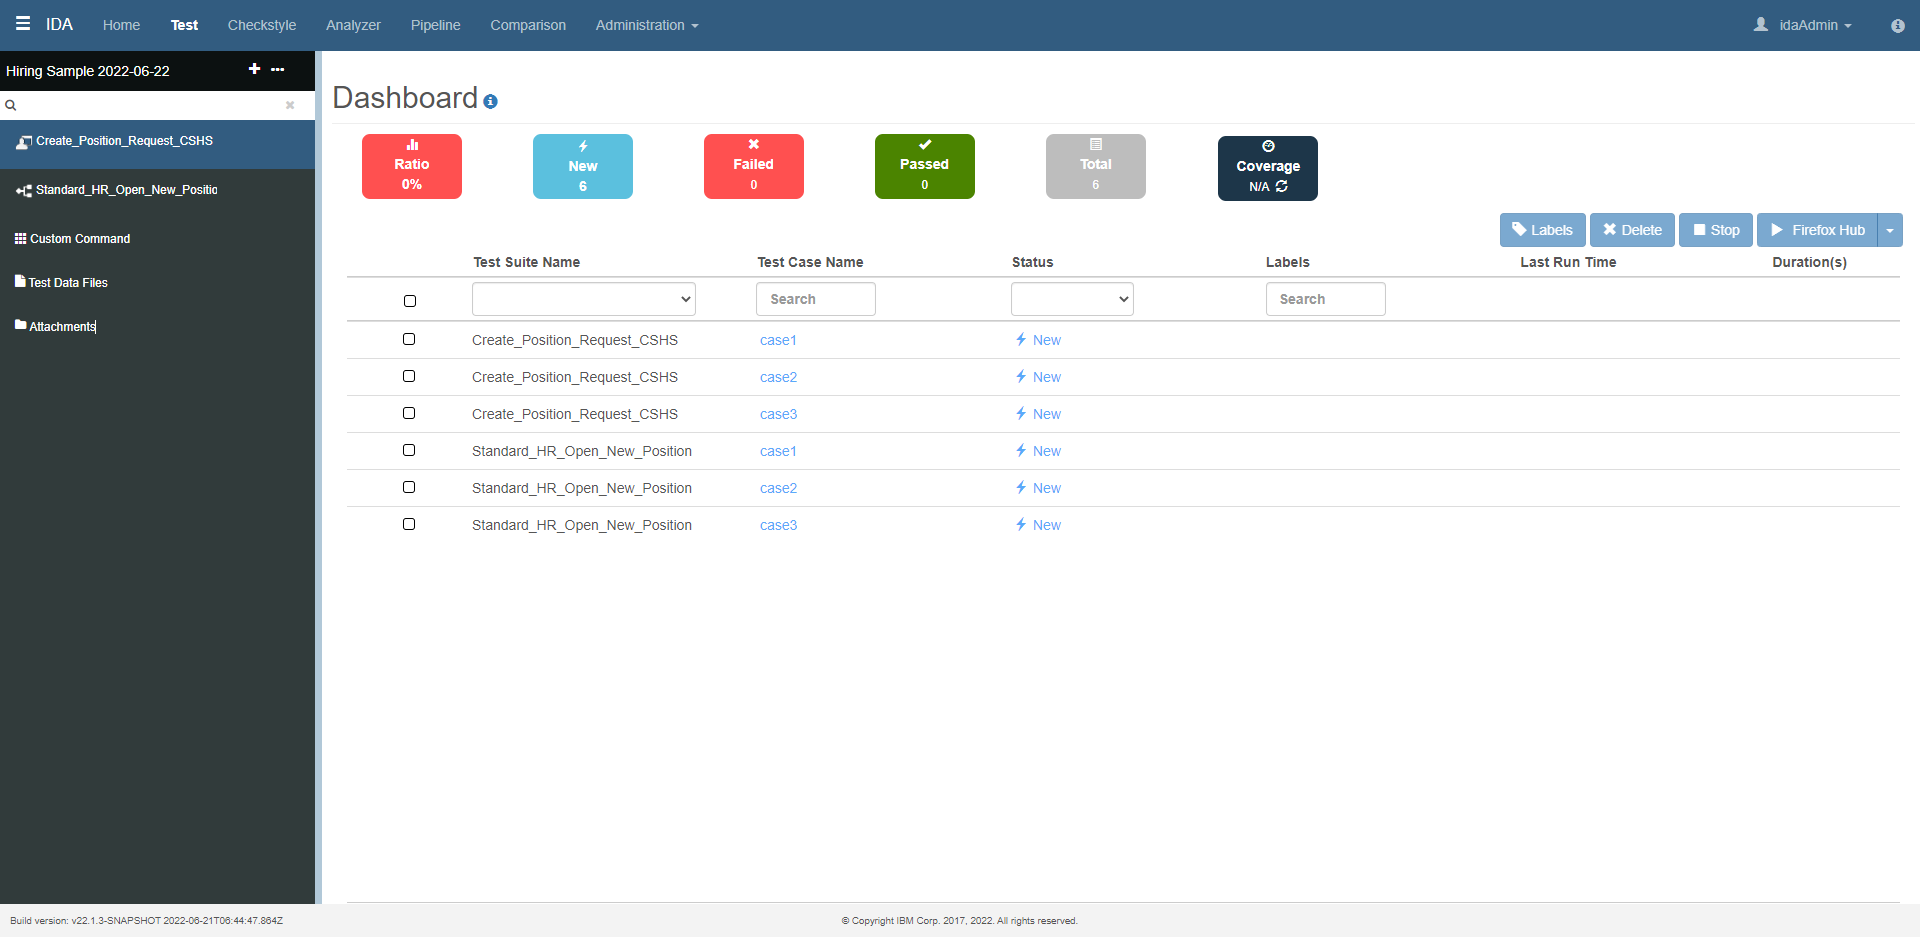 IDA Home Test Checkstyle Analyzer Pipeline Comparison Administration idaAdmin
Hiring Sample 2022-06-22
Create_Position_Request_CSHS
Standard_HR_Open_New_Positio
Custom Command
Test Data Files
Attachments
Dashboard
Ratio
0%
New
6
Failed
0
Passed
0
Total
6
Coverage
N/A
Labels Delete Stop Firefox Hub
Test Suite Name Test Case Name Status Labels Last Run Time Duration(s)
Search Search
Create_Position_Request_CSHS case1 New
Create_Position_Request_CSHS case2 New
Create_Position_Request_CSHS case3 New
Standard_HR_Open_New_Position case1 New
Standard_HR_Open_New_Position case2 New
Standard_HR_Open_New_Position case3 New
Build version: v22.1.3-SNAPSHOT 2022-06-21T06:44:47.864Z
© Copyright IBM Corp. 2017, 2022. All rights reserved.